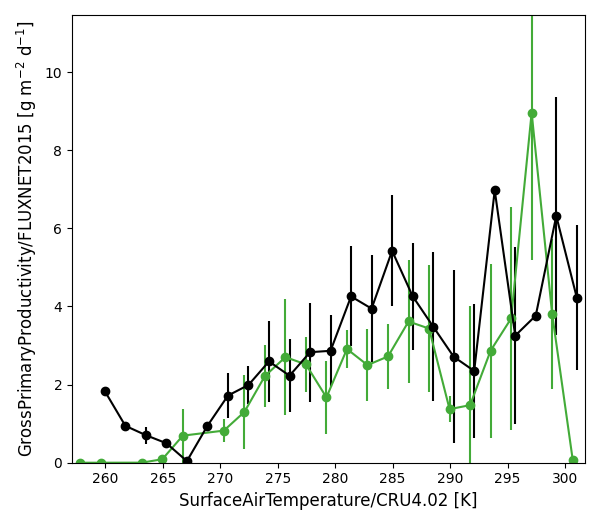 GrossPrimaryProductivity/FLUXNET2015 [g m⁻² d⁻¹]
10
8
6
4
2
0
260 265 270 275 280 285 290 295 300
SurfaceAirTemperature/CRU4.02 [K]